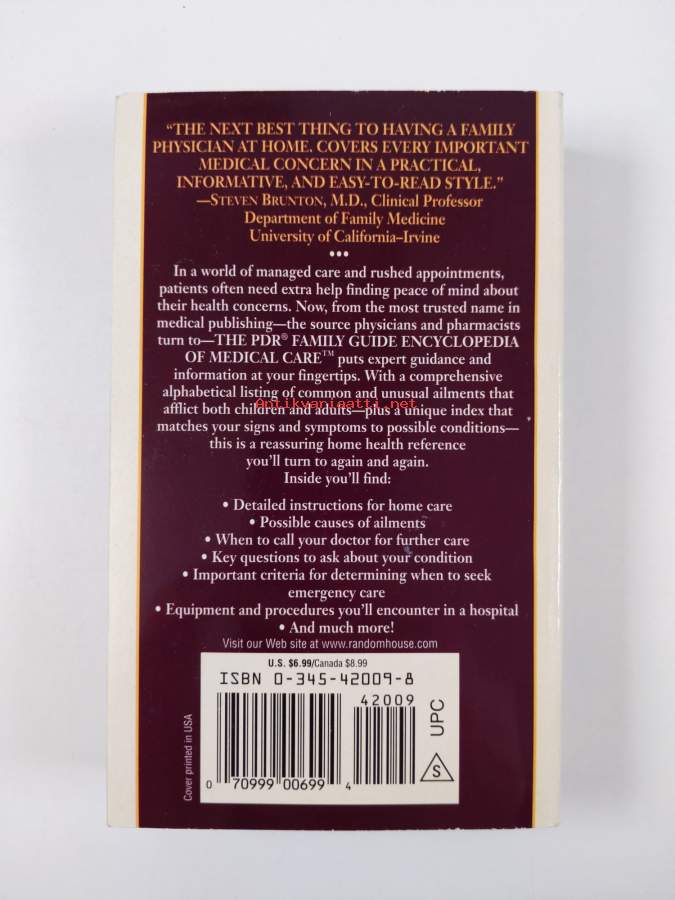 “THE NEXT BEST THING TO HAVING A FAMILY
PHYSICIAN AT HOME. COVERS EVERY IMPORTANT
MEDICAL CONCERN IN A PRACTICAL,
INFORMATIVE, AND EASY-TO-READ STYLE.”
—STEVEN BRUNTON, M.D., Clinical Professor
Department of Family Medicine
University of California–Irvine
•••
In a world of managed care and rushed appointments,
patients often need extra help finding peace of mind about
their health concerns. Now, from the most trusted name in
medical publishing—the source physicians and pharmacists
turn to—THE PDR® FAMILY GUIDE ENCYCLOPEDIA
OF MEDICAL CARE™ puts expert guidance and
information at your fingertips. With a comprehensive
alphabetical listing of common and unusual ailments that
afflict both children and adults—plus a unique index that
Antikvariaatti.net
matches your signs and symptoms to possible conditions—
this is a reassuring home health reference
you’ll turn to again and again.
Inside you’ll find:
• Detailed instructions for home care
• Possible causes of ailments
• When to call your doctor for further care
• Key questions to ask about your condition
• Important criteria for determining when to seek
emergency care
• Equipment and procedures you’ll encounter in a hospital
• And much more!
Visit our Web site at www.randomhouse.com
U.S. $6.99/Canada $8.99
ISBN 0-345-42009-8
42009
0 70999 00699 4
UPC
S
Cover printed in USA